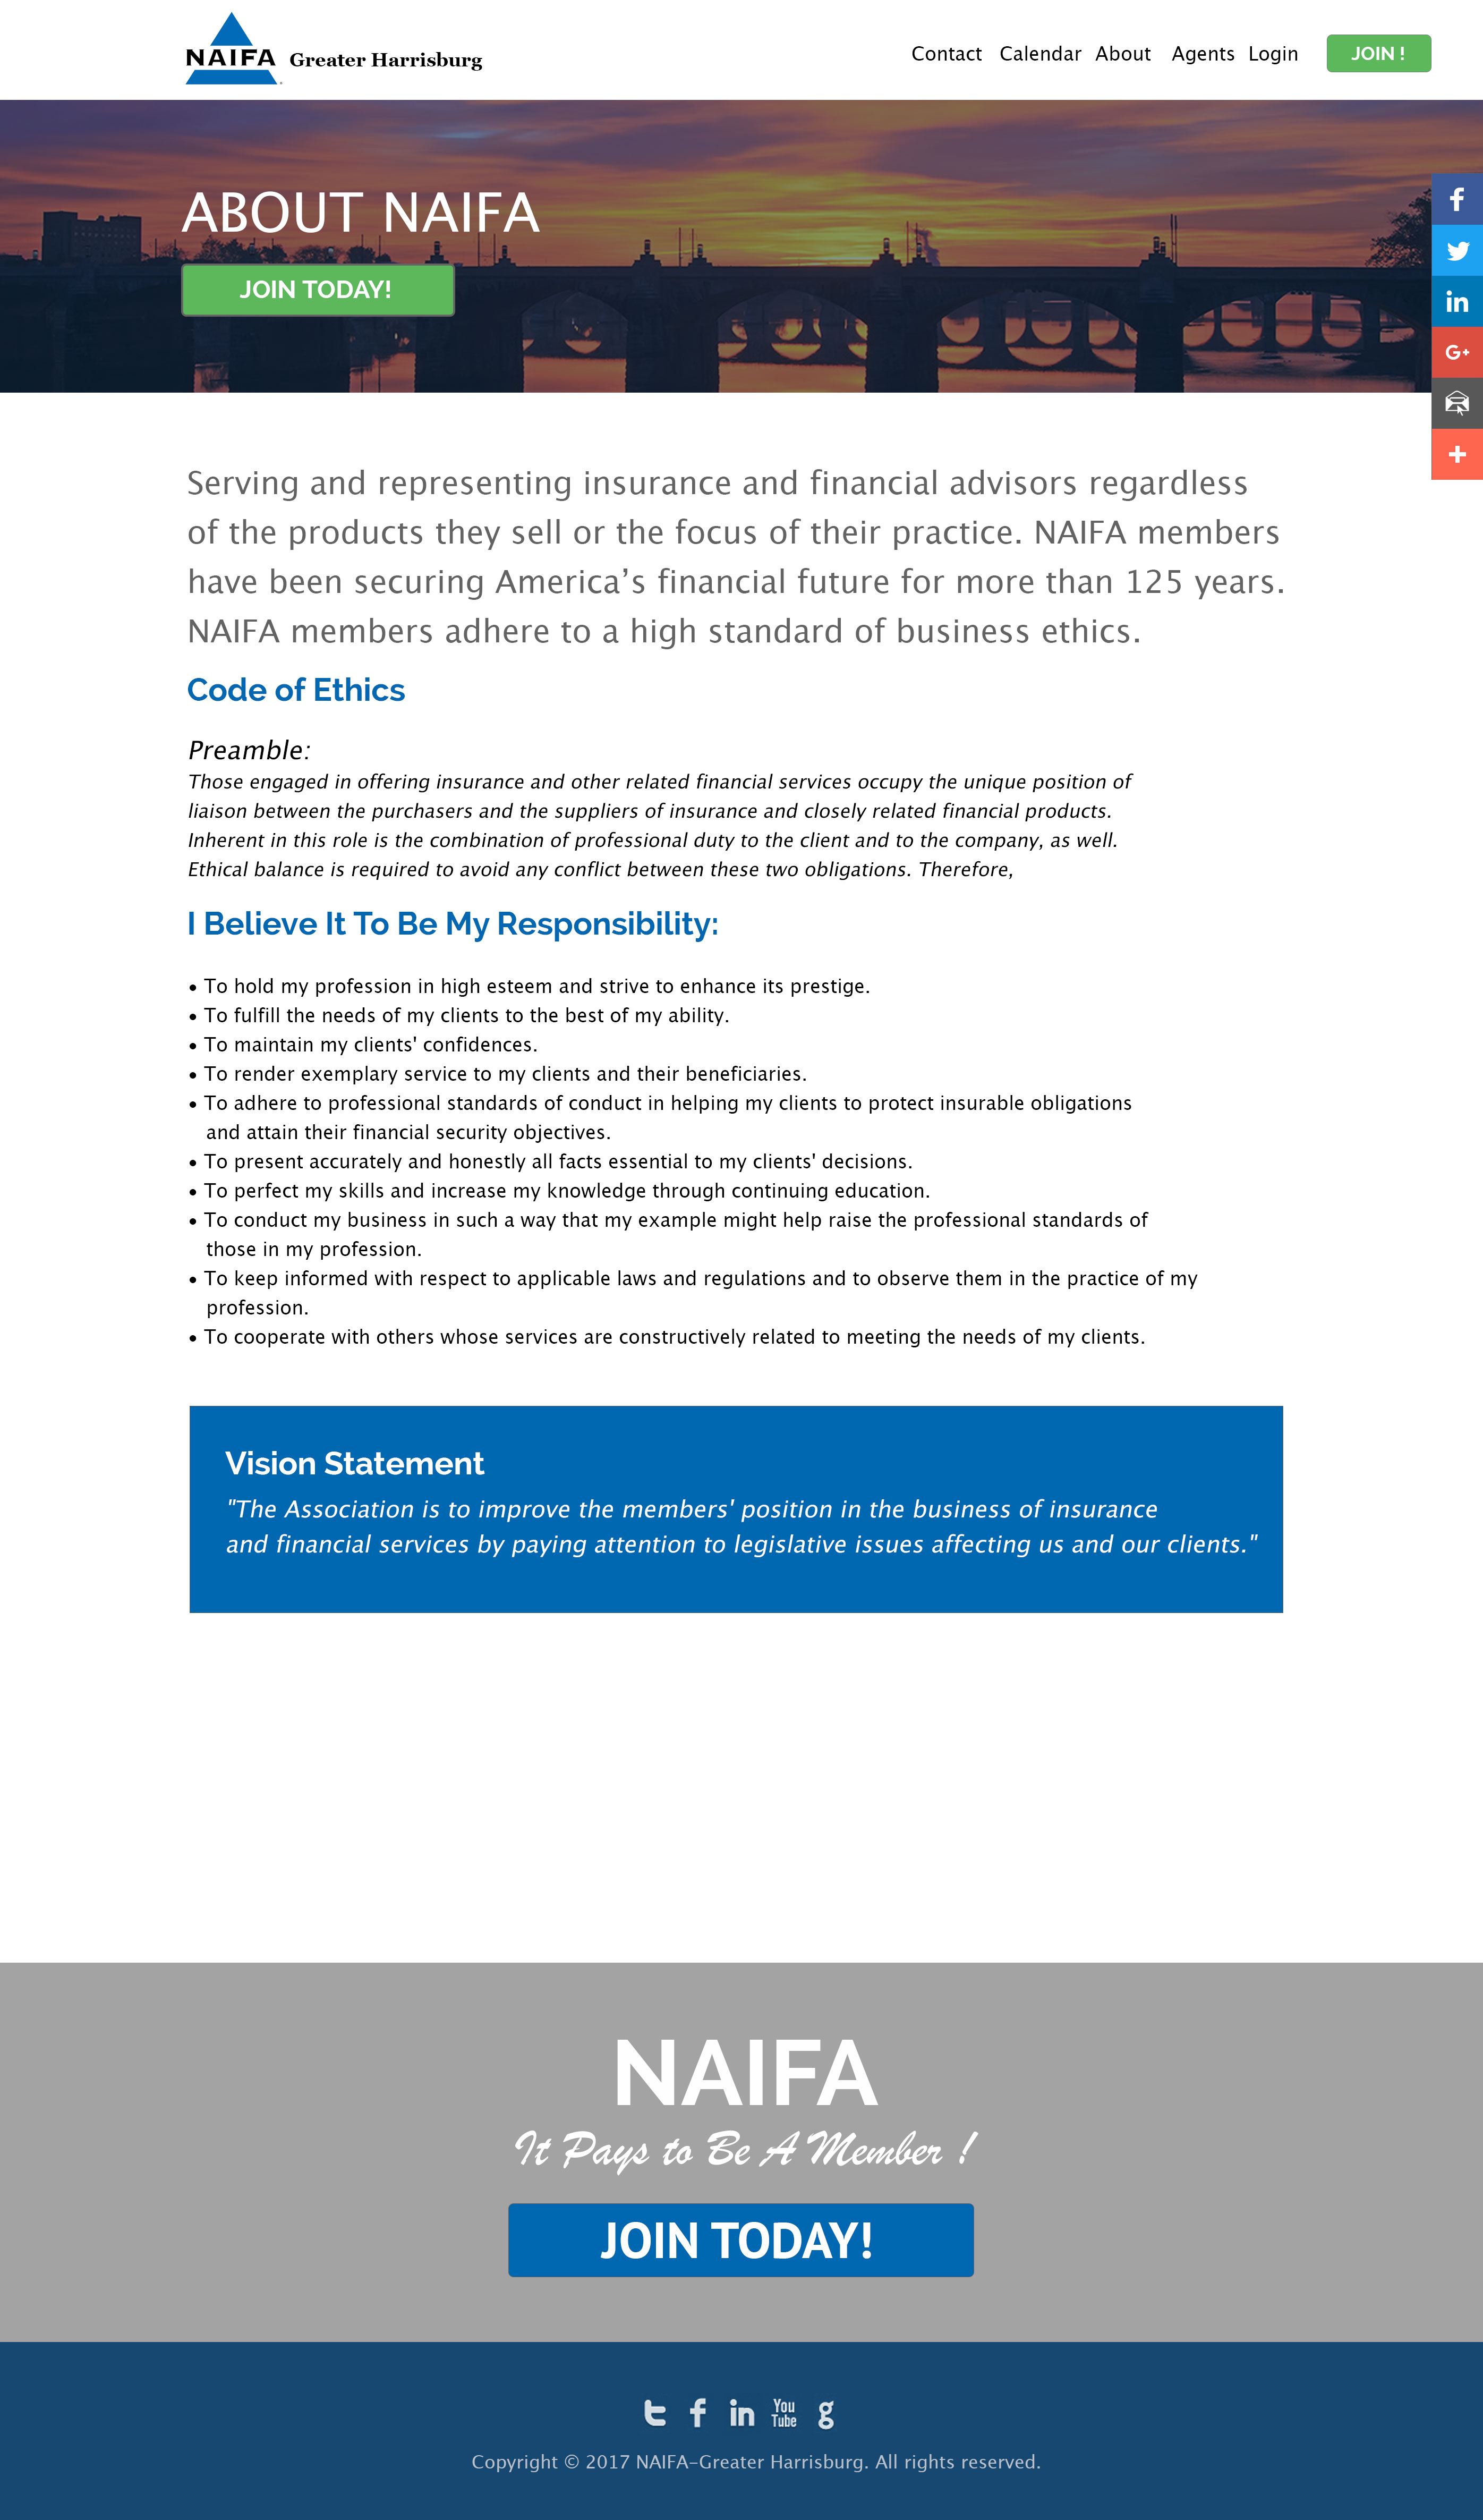 NAIFA Greater Harrisburg
Contact Calendar About Agents Login JOIN !
ABOUT NAIFA
JOIN TODAY!
Serving and representing insurance and financial advisors regardless
of the products they sell or the focus of their practice. NAIFA members
have been securing America’s financial future for more than 125 years.
NAIFA members adhere to a high standard of business ethics.
Code of Ethics
Preamble:
Those engaged in offering insurance and other related financial services occupy the unique position of
liaison between the purchasers and the suppliers of insurance and closely related financial products.
Inherent in this role is the combination of professional duty to the client and to the company, as well.
Ethical balance is required to avoid any conflict between these two obligations. Therefore,
I Believe It To Be My Responsibility:
• To hold my profession in high esteem and strive to enhance its prestige.
• To fulfill the needs of my clients to the best of my ability.
• To maintain my clients' confidences.
• To render exemplary service to my clients and their beneficiaries.
• To adhere to professional standards of conduct in helping my clients to protect insurable obligations
and attain their financial security objectives.
• To present accurately and honestly all facts essential to my clients' decisions.
• To perfect my skills and increase my knowledge through continuing education.
• To conduct my business in such a way that my example might help raise the professional standards of
those in my profession.
• To keep informed with respect to applicable laws and regulations and to observe them in the practice of my
profession.
• To cooperate with others whose services are constructively related to meeting the needs of my clients.
Vision Statement
"The Association is to improve the members' position in the business of insurance
and financial services by paying attention to legislative issues affecting us and our clients."
NAIFA
It Pays to Be A Member !
JOIN TODAY!
You
Tube
Copyright © 2017 NAIFA-Greater Harrisburg. All rights reserved.